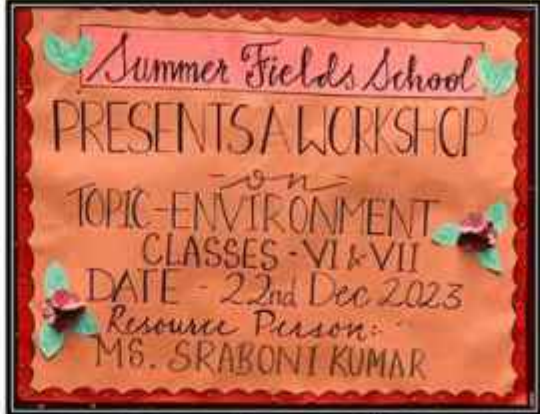 Summer Fields School
PRESENTS A WORKSHOP
-on-
TOPIC-ENVIRONMENT
CLASSES - VI & VII
DATE - 22nd Dec 2023
Resource Person:-
MS. SRABONI KUMAR